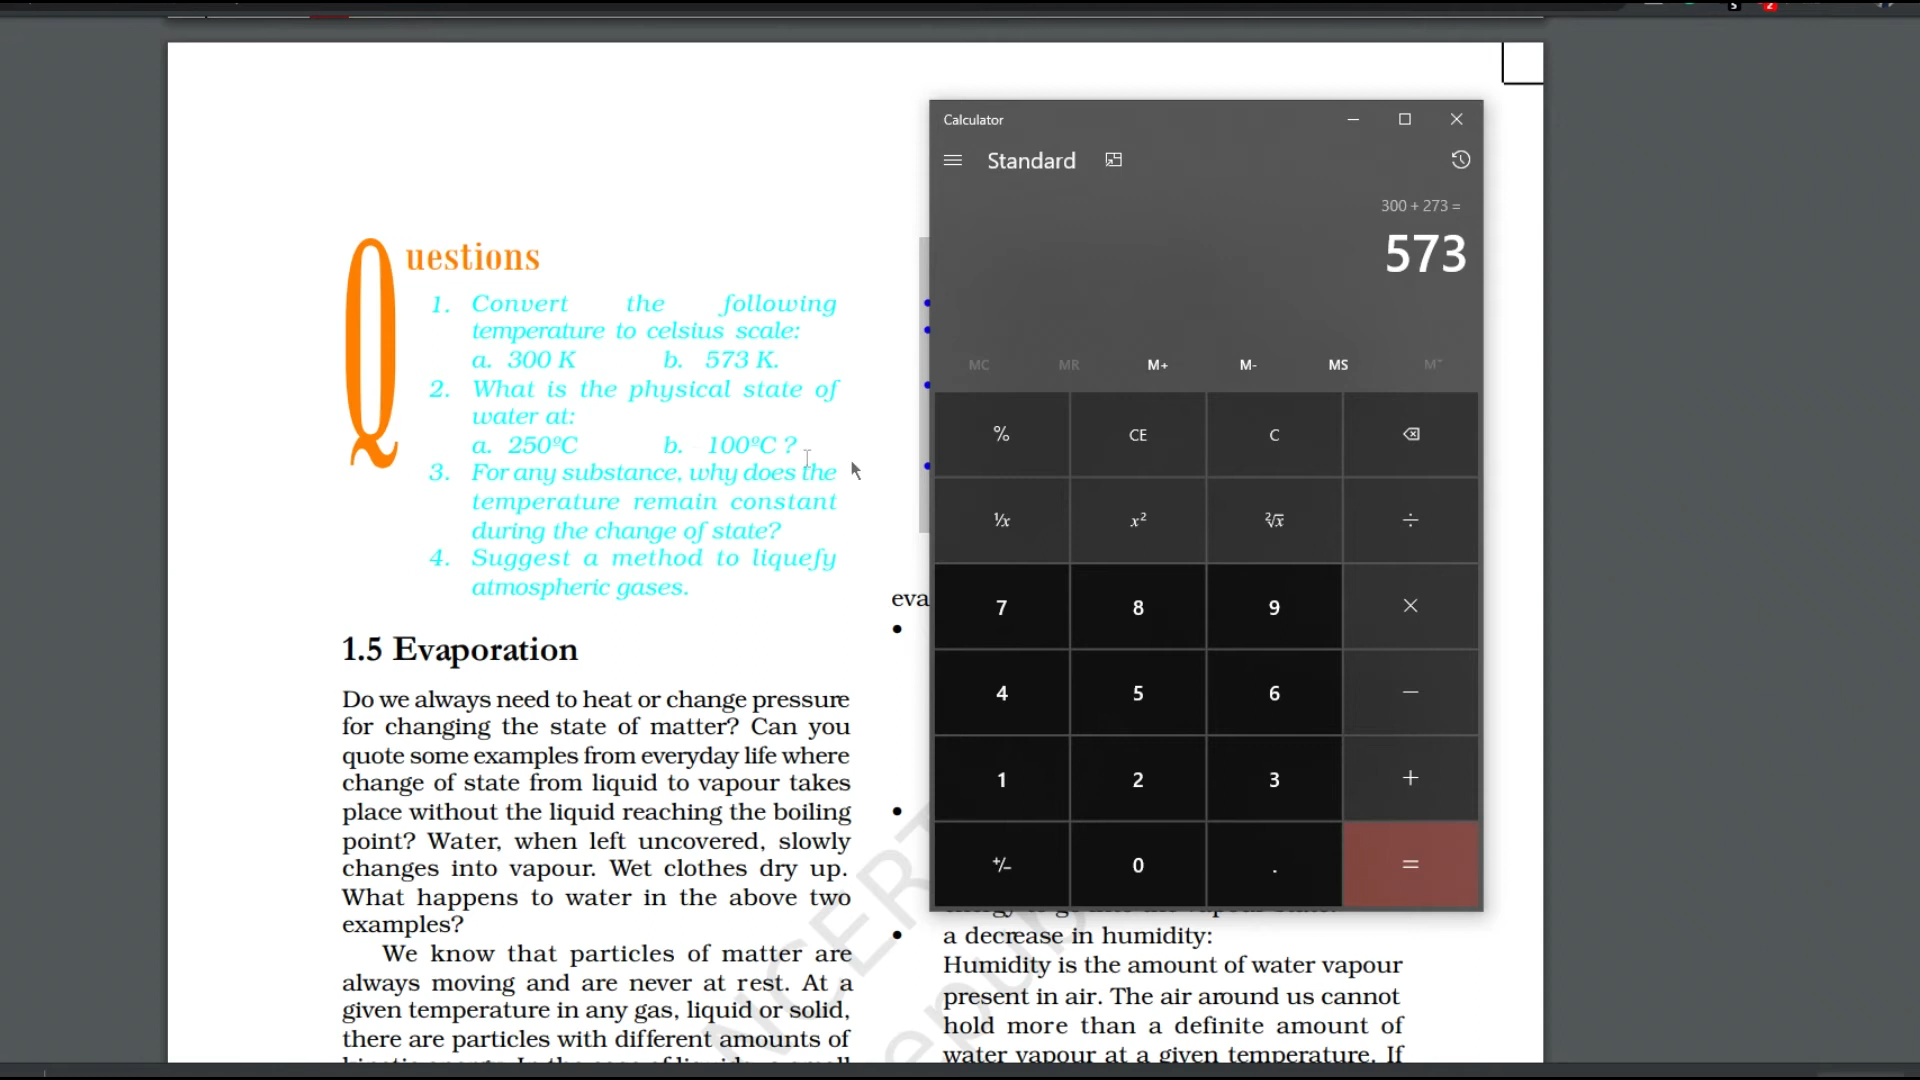 5
2
Questions
1. Convert the following
temperature to celsius scale:
a. 300 K b. 573 K.
2. What is the physical state of
water at:
a. 250ºC b. 100ºC ?
3. For any substance, why does the
temperature remain constant
during the change of state?
4. Suggest a method to liquefy
atmospheric gases.
1.5 Evaporation
Do we always need to heat or change pressure
for changing the state of matter? Can you
quote some examples from everyday life where
change of state from liquid to vapour takes
place without the liquid reaching the boiling
point? Water, when left uncovered, slowly
changes into vapour. Wet clothes dry up.
What happens to water in the above two
examples?
We know that particles of matter are
always moving and are never at rest. At a
given temperature in any gas, liquid or solid,
there are particles with different amounts of
eva
• a decrease in humidity:
Humidity is the amount of water vapour
present in air. The air around us cannot
hold more than a definite amount of
water vapour at a given temperature. If
NCERT
republ
Calculator
Standard
300 + 273 =
573
MC MR M+ M- MS M˅
% CE C
⅟x x² ²√x ÷
7 8 9 ×
4 5 6 −
1 2 3 +
+/− 0 . =